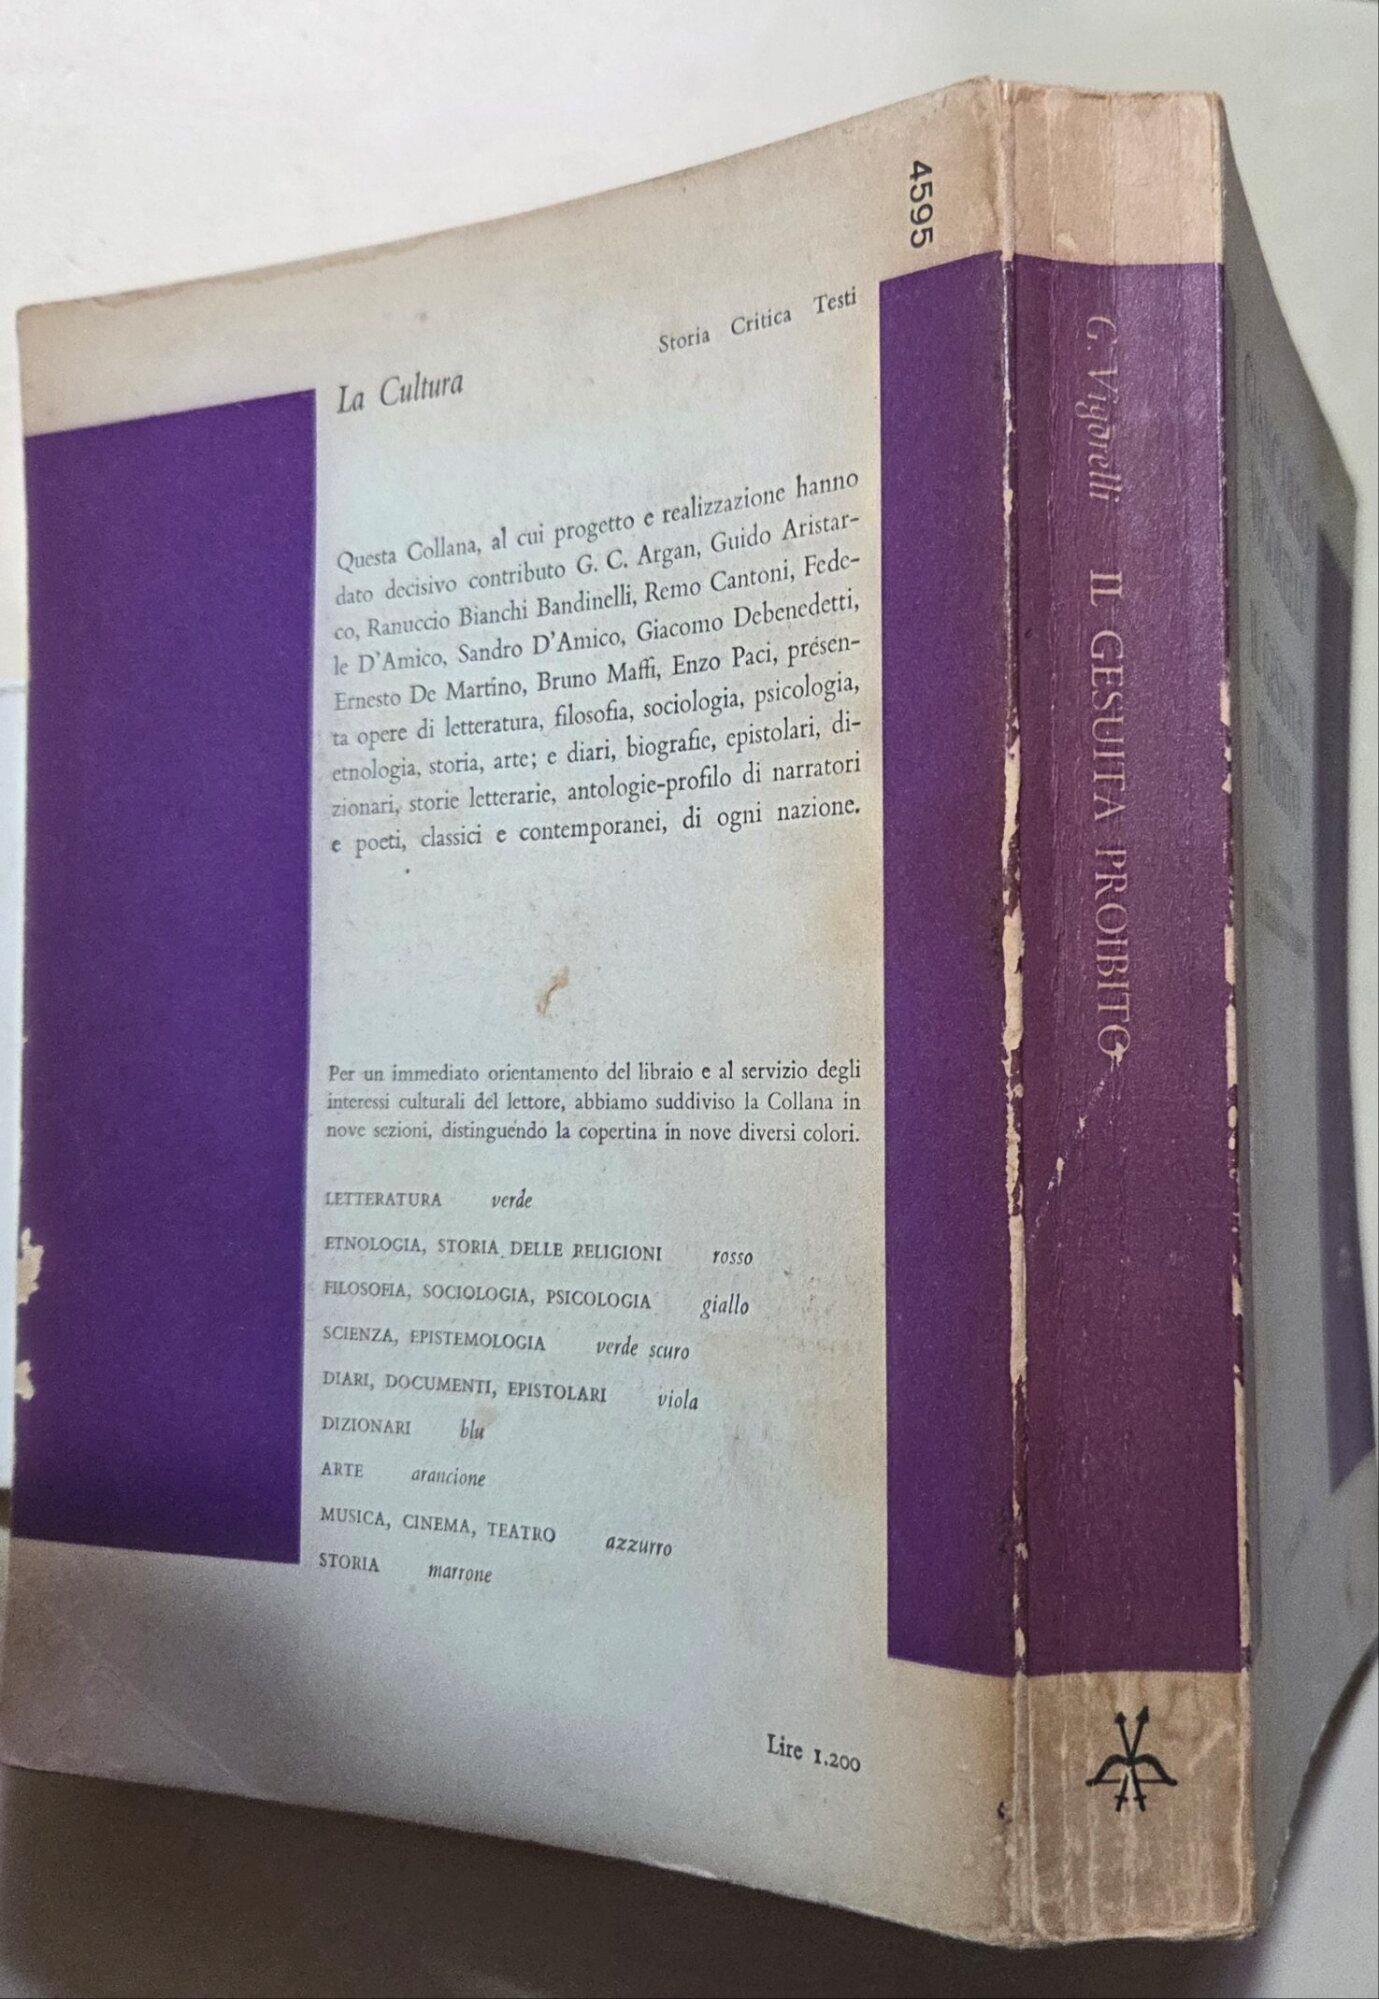 4595
Storia Critica Testi
La Cultura
Questa Collana, al cui progetto e realizzazione hanno
dato decisivo contributo G. C. Argan, Guido Aristar-
co, Ranuccio Bianchi Bandinelli, Remo Cantoni, Fede-
le D'Amico, Sandro D'Amico, Giacomo Debenedetti,
Ernesto De Martino, Bruno Maffi, Enzo Paci, presen-
ta opere di letteratura, filosofia, sociologia, psicologia,
etnologia, storia, arte; e diari, biografie, epistolari, di-
zionari, storie letterarie, antologie-profilo di narratori
e poeti, classici e contemporanei, di ogni nazione.
Per un immediato orientamento del libraio e al servizio degli
interessi culturali del lettore, abbiamo suddiviso la Collana in
nove sezioni, distinguendo la copertina in nove diversi colori.
LETTERATURA verde
ETNOLOGIA, STORIA DELLE RELIGIONI rosso
FILOSOFIA, SOCIOLOGIA, PSICOLOGIA giallo
SCIENZA, EPISTEMOLOGIA verde scuro
DIARI, DOCUMENTI, EPISTOLARI viola
DIZIONARI blu
ARTE arancione
MUSICA, CINEMA, TEATRO azzurro
STORIA marrone
Lire 1.200
G. Vigorelli IL GESUITA PROIBITO